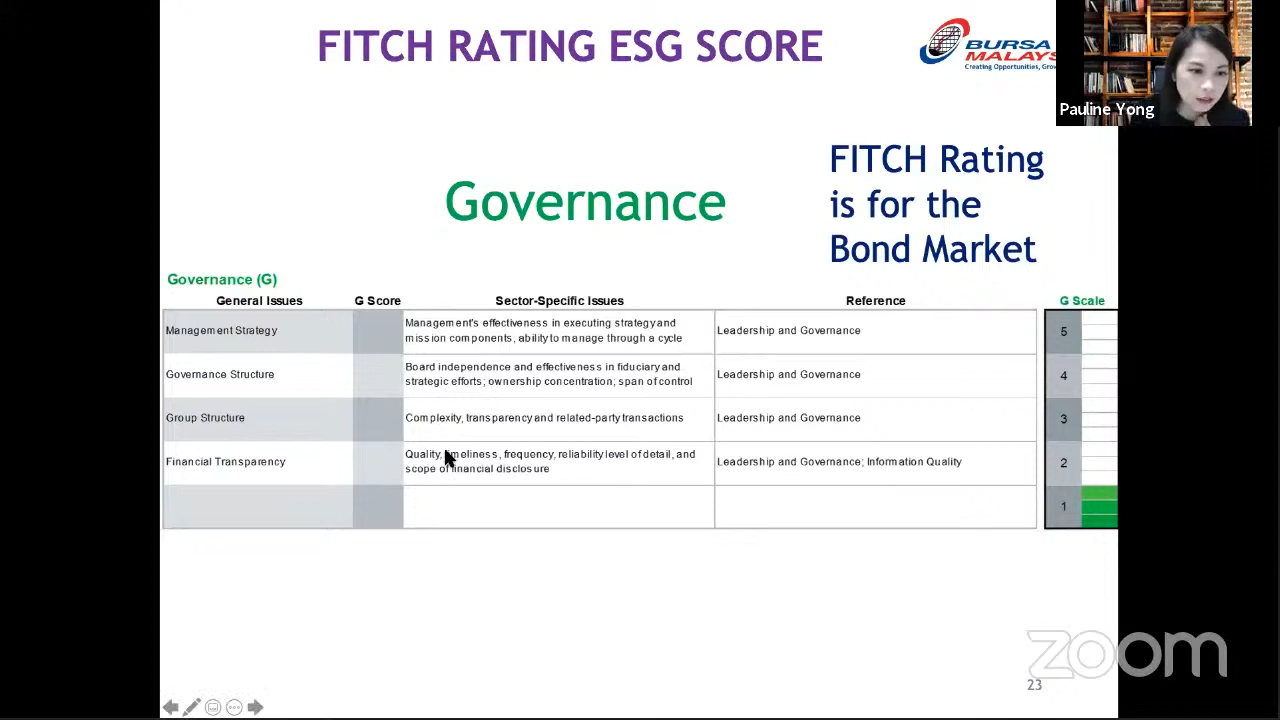 FITCH RATING ESG SCORE
BURSA
MALAYS
Creating Opportunities, Grow
Pauline Yong
FITCH Rating
is for the
Bond Market
Governance
Governance (G)
General Issues G Score Sector-Specific Issues Reference G Scale
Management Strategy
Management's effectiveness in executing strategy and
mission components; ability to manage through a cycle
Leadership and Governance
5
Governance Structure
Board independence and effectiveness in fiduciary and
strategic efforts; ownership concentration; span of control
Leadership and Governance
4
Group Structure
Complexity, transparency and related-party transactions
Leadership and Governance
3
Financial Transparency
Quality, timeliness, frequency, reliability level of detail, and
scope of financial disclosure
Leadership and Governance; Information Quality
2
1
zoom
23